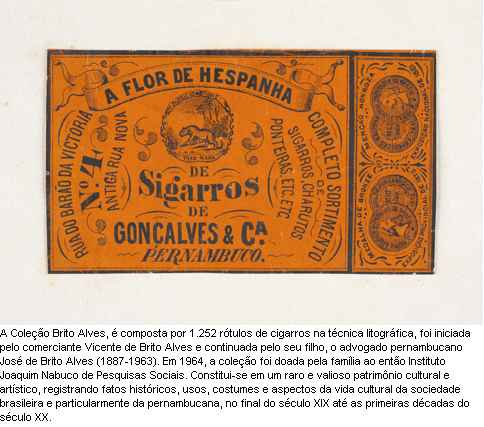 A FLOR DE HESPANHA
RUA DO BARÃO DA VICTORIA
Nº. 4
ANTIGA RUA NOVA
TRADE MARK
COMPLETO SORTIMENTO
DE
SIGARROS, CHARUTOS
PONTEIRAS, ETC. ETC.
DE
Sigarros
DE
GONCALVES & Cª.
PERNAMBUCO.
A Coleção Brito Alves, é composta por 1.252 rótulos de cigarros na técnica litográfica, foi iniciada
pelo comerciante Vicente de Brito Alves e continuada pelo seu filho, o advogado pernambucano
José de Brito Alves (1887-1963). Em 1964, a coleção foi doada pela família ao então Instituto
Joaquim Nabuco de Pesquisas Sociais. Constitui-se em um raro e valioso patrimônio cultural e
artístico, registrando fatos históricos, usos, costumes e aspectos da vida cultural da sociedade
brasileira e particularmente da pernambucana, no final do século XIX até as primeiras décadas do
século XX.